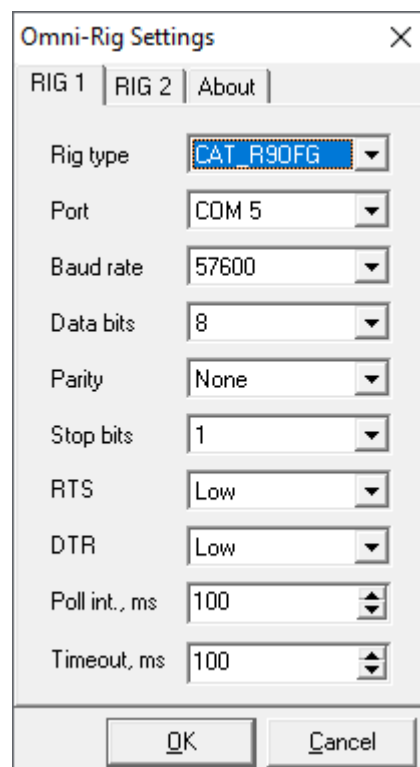 Omni-Rig Settings
RIG 1 RIG 2 About
Rig type CAT_R90FG
Port COM 5
Baud rate 57600
Data bits 8
Parity None
Stop bits 1
RTS Low
DTR Low
Poll int., ms 100
Timeout, ms 100
OK Cancel